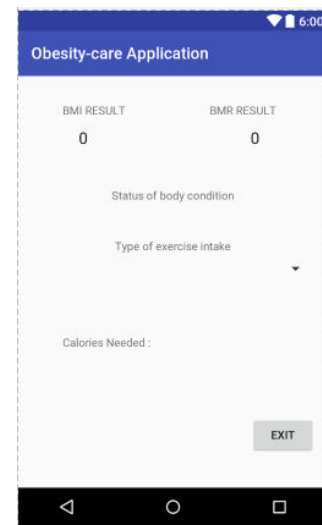 6:00
Obesity-care Application
BMI RESULT BMR RESULT
0 0
Status of body condition
Type of exercise intake
Calories Needed :
EXIT